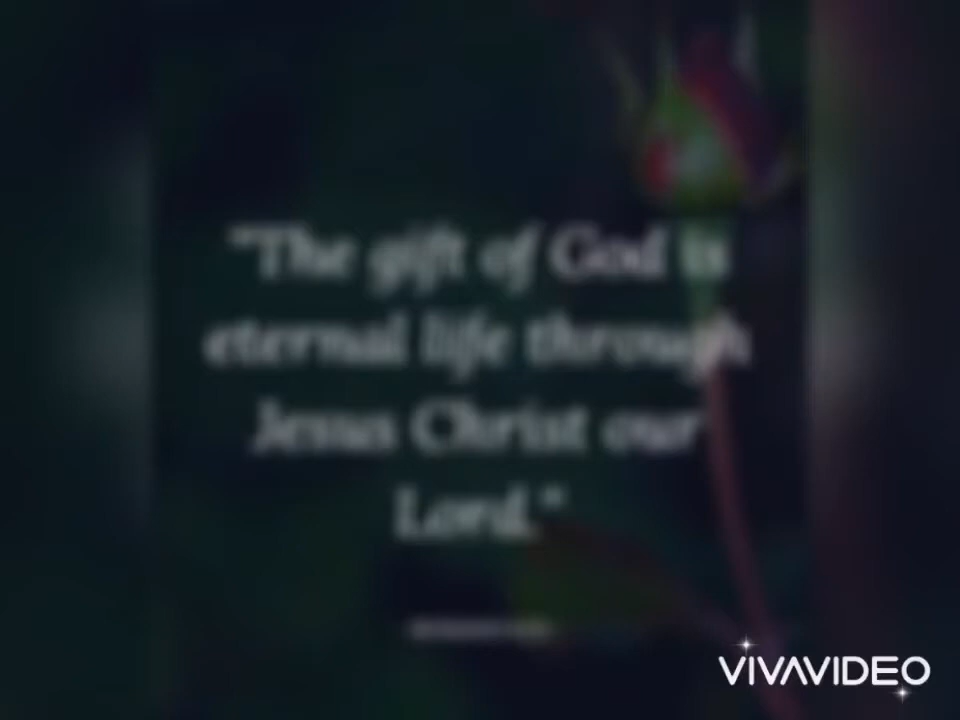 "The gift of God is
eternal life through
Jesus Christ our
Lord."
VIVAVIDEO